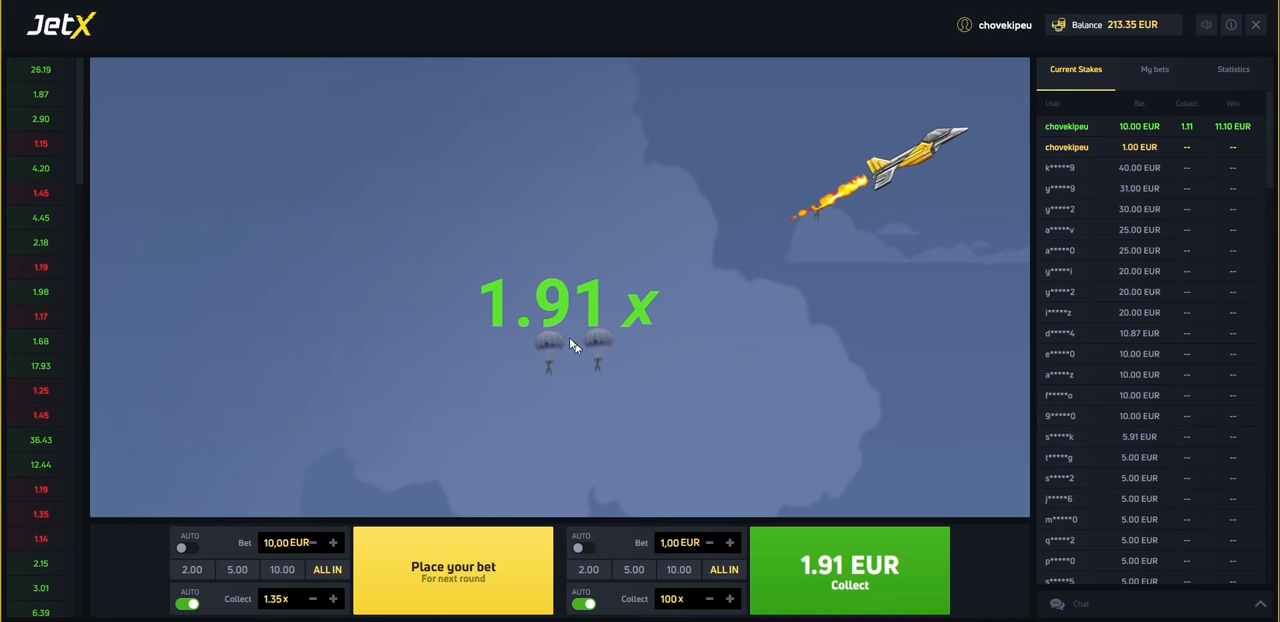 JetX
chovekipeu
Balance 213.35 EUR
26.19
1.87
2.90
1.15
4.20
1.45
4.45
2.18
1.19
1.98
1.17
1.68
17.93
1.25
1.45
36.43
12.44
1.19
1.35
1.14
2.15
3.01
6.39
1.91 x
Current Stakes My bets Statistics
User Bet Collect Win
chovekipeu 10.00 EUR 1.11 11.10 EUR
chovekipeu 1.00 EUR -- --
k*****9 40.00 EUR -- --
y*****9 31.00 EUR -- --
y*****2 30.00 EUR -- --
a*****v 25.00 EUR -- --
a*****0 25.00 EUR -- --
y*****i 20.00 EUR -- --
y*****2 20.00 EUR -- --
i*****z 20.00 EUR -- --
d*****4 10.87 EUR -- --
e*****0 10.00 EUR -- --
a*****z 10.00 EUR -- --
f*****o 10.00 EUR -- --
9*****0 10.00 EUR -- --
s*****k 5.91 EUR -- --
t*****g 5.00 EUR -- --
s*****2 5.00 EUR -- --
j*****6 5.00 EUR -- --
m*****0 5.00 EUR -- --
q*****2 5.00 EUR -- --
p*****0 5.00 EUR -- --
s*****5 5.00 EUR -- --
Chat
AUTO Bet 10,00EUR – +
2.00 5.00 10.00 ALL IN
AUTO Collect 1.35x – +
Place your bet
For next round
AUTO Bet 1,00EUR – +
2.00 5.00 10.00 ALL IN
AUTO Collect 100x – +
1.91 EUR
Collect